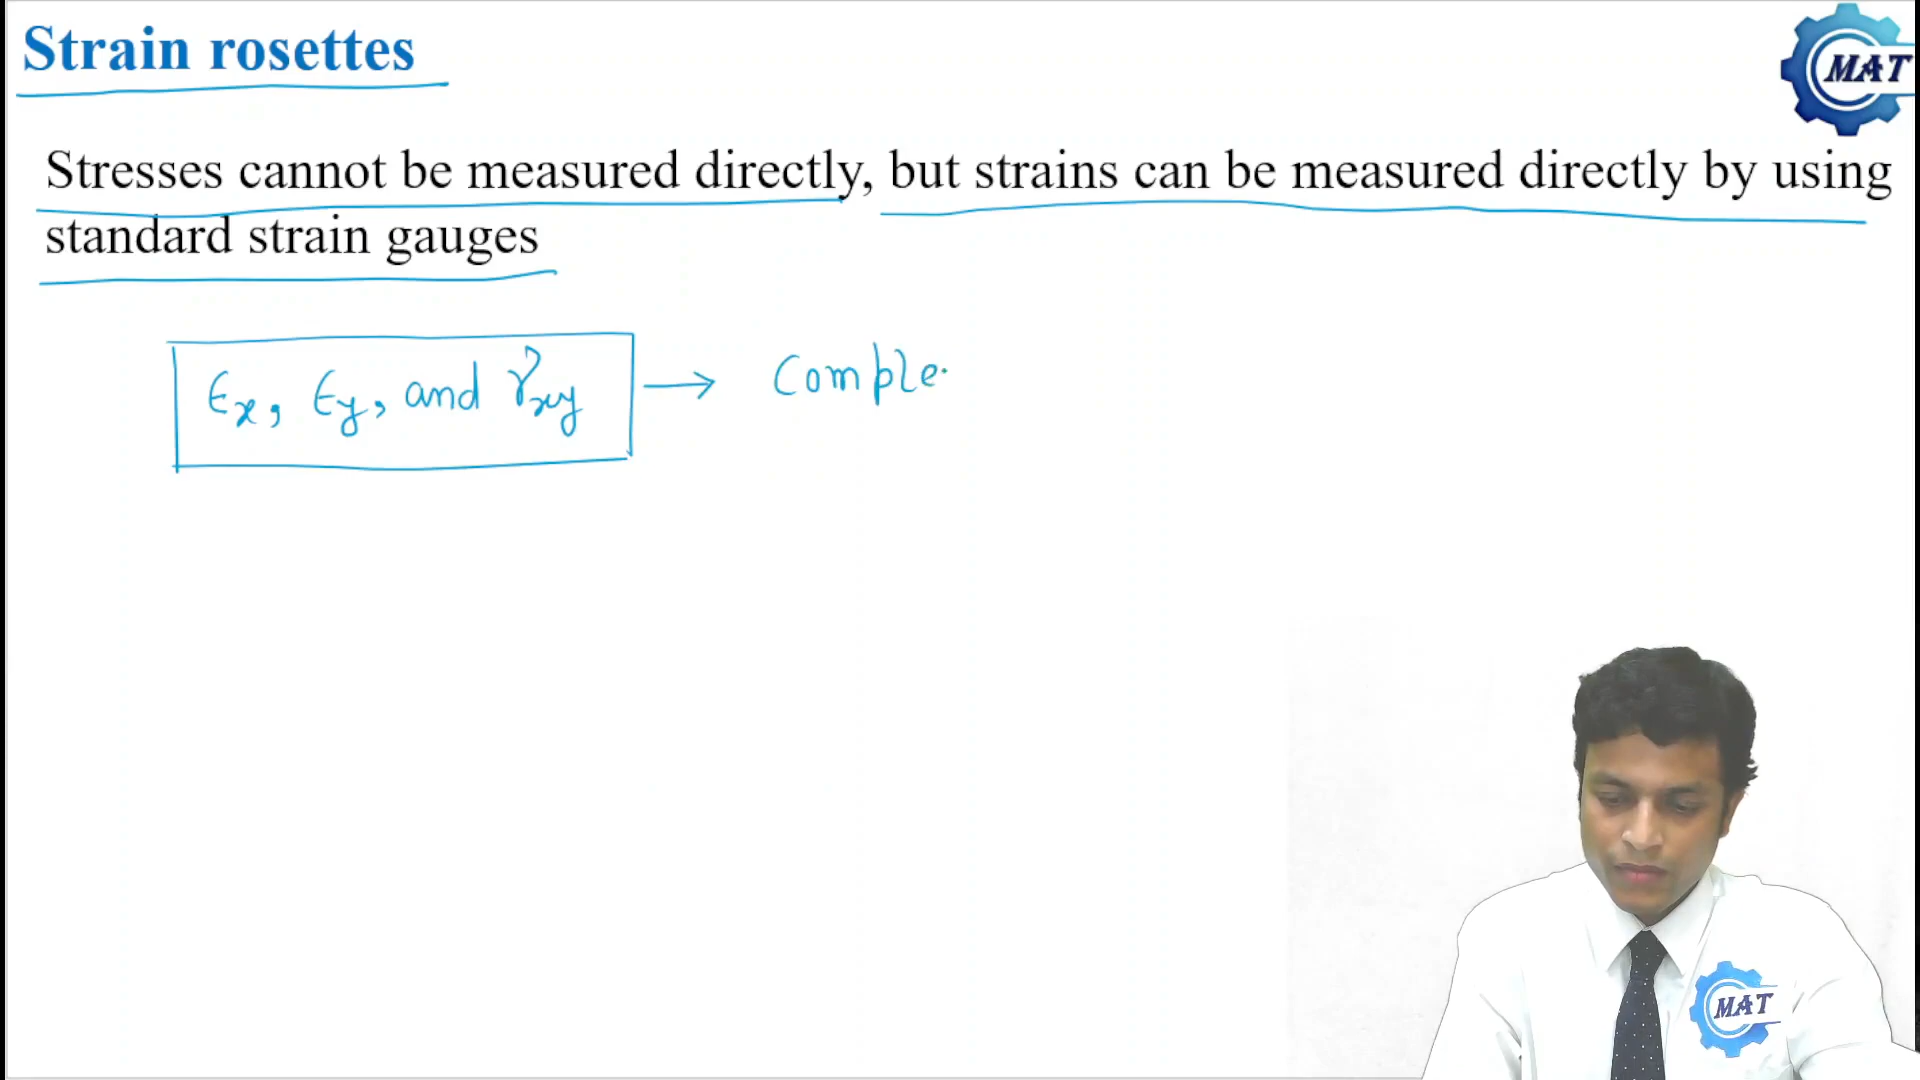 Strain rosettes
MAT
Stresses cannot be measured directly, but strains can be measured directly by using
standard strain gauges
ϵx, ϵy, and γxy → Comple
MAT